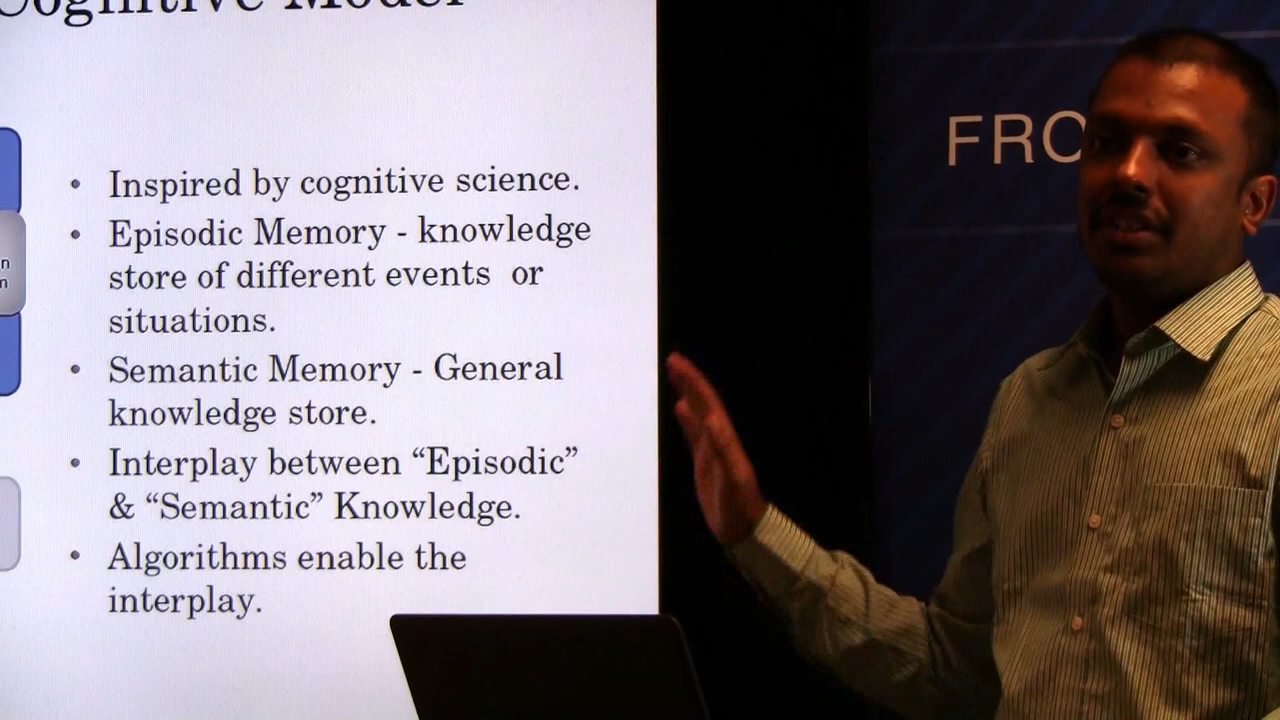 Cognitive Model
• Inspired by cognitive science.
• Episodic Memory - knowledge
store of different events or
situations.
• Semantic Memory - General
knowledge store.
• Interplay between “Episodic”
& “Semantic” Knowledge.
• Algorithms enable the
interplay.
n
n
FRO